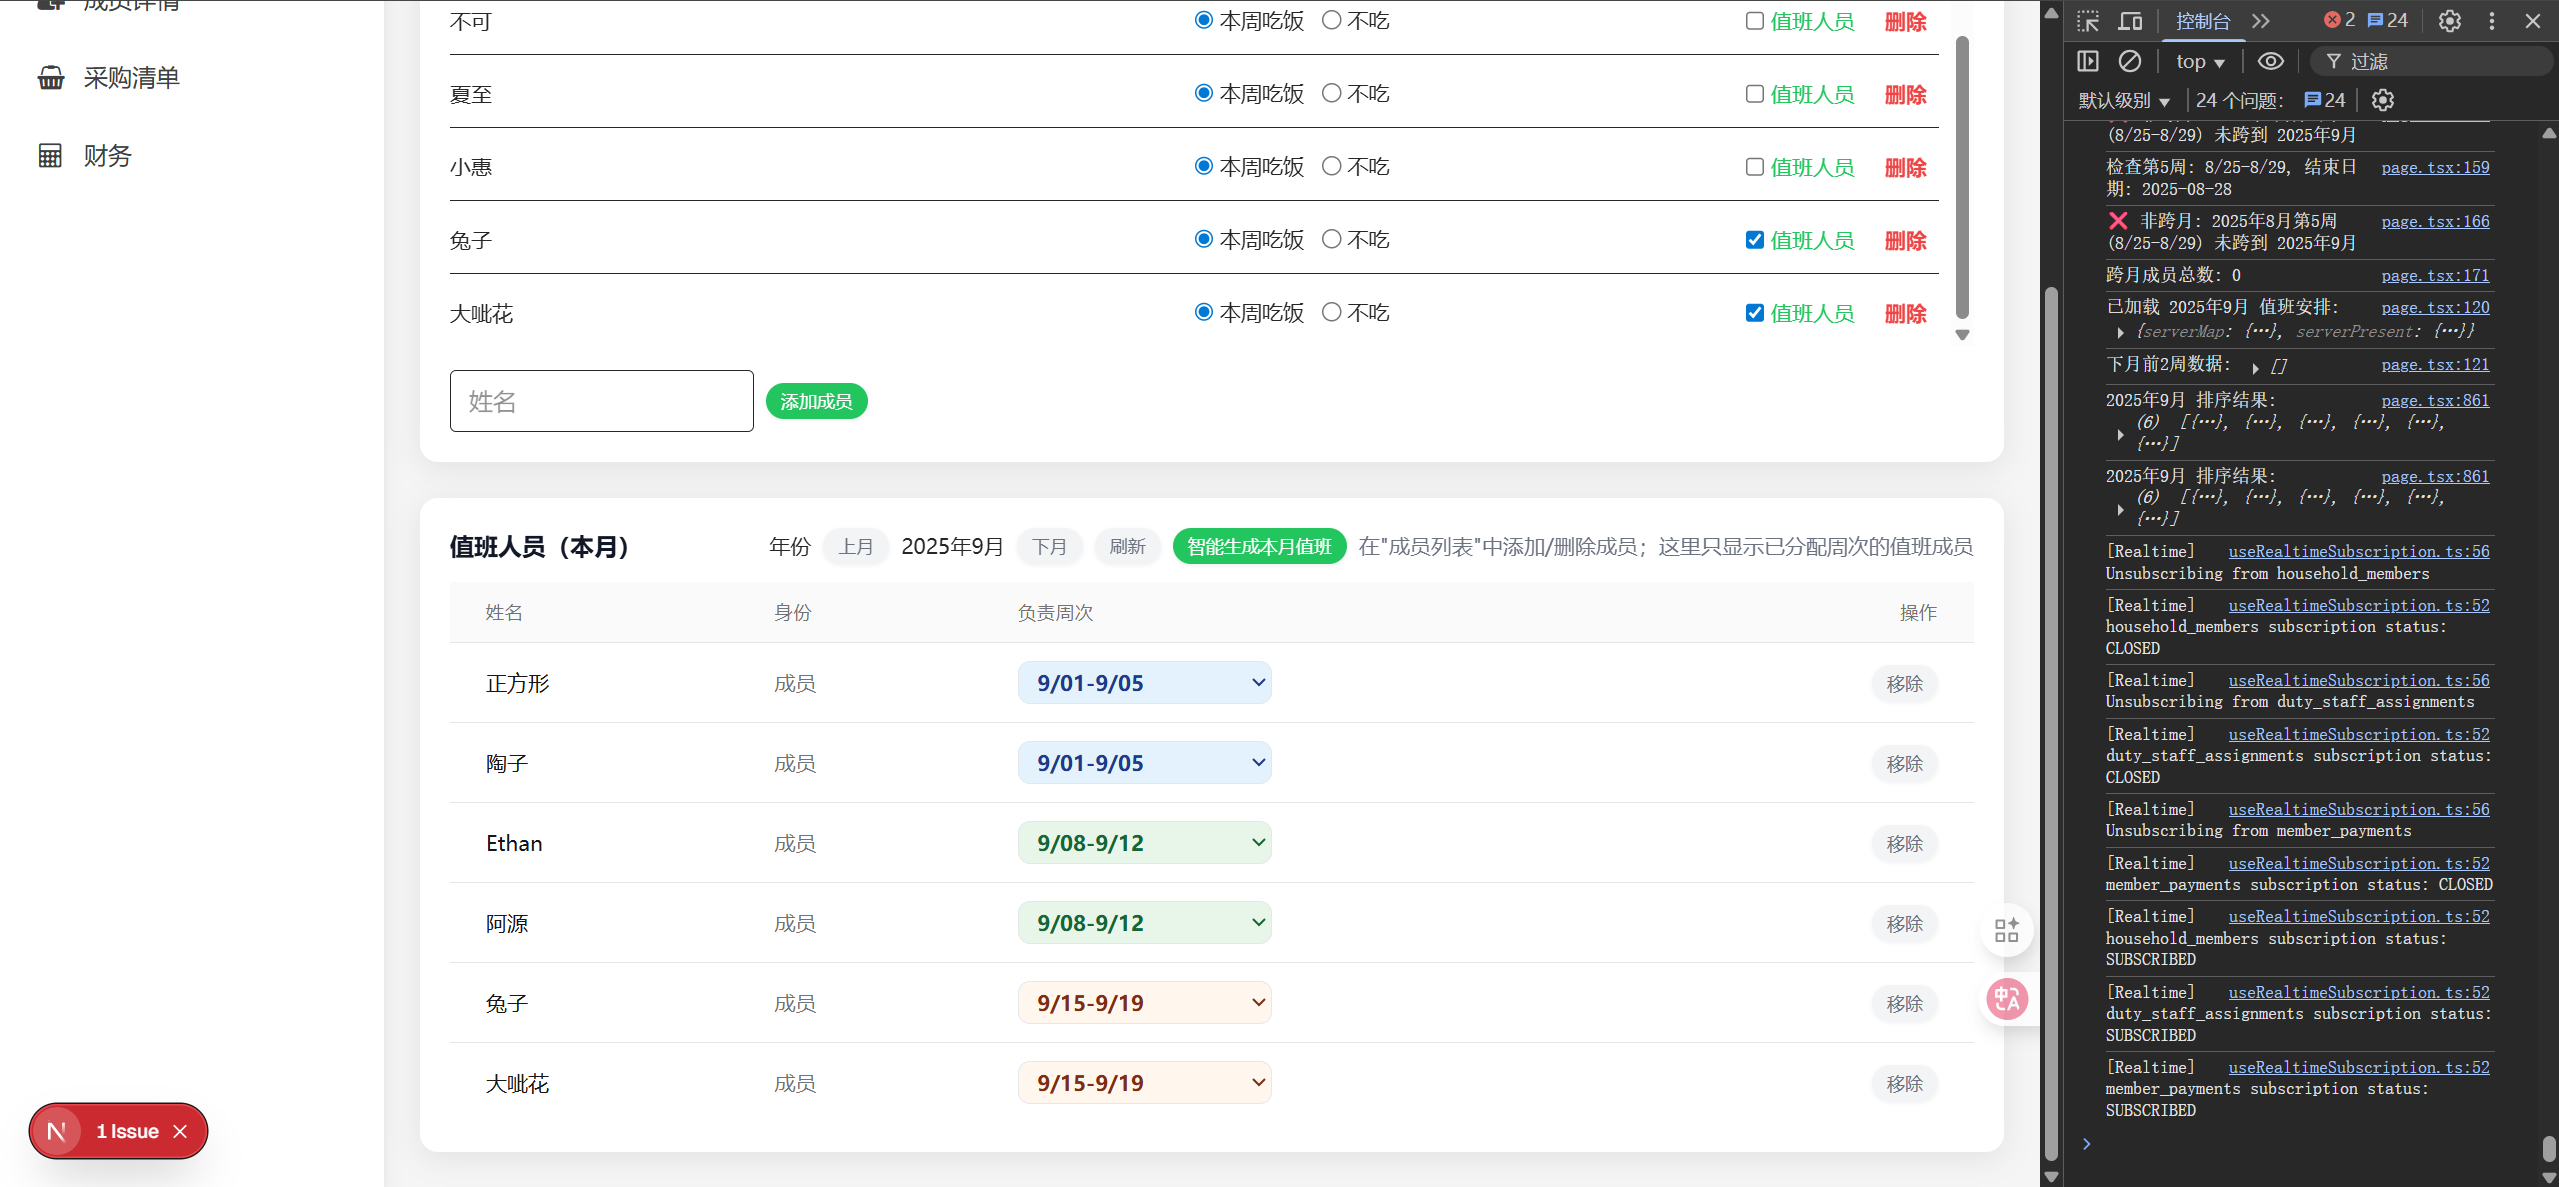 成员详情
采购清单
财务
不可 本周吃饭 不吃 值班人员 删除
夏至 本周吃饭 不吃 值班人员 删除
小惠 本周吃饭 不吃 值班人员 删除
兔子 本周吃饭 不吃 值班人员 删除
大呲花 本周吃饭 不吃 值班人员 删除
姓名 添加成员
值班人员（本月） 年份 上月 2025年9月 下月 刷新 智能生成本月值班 在"成员列表"中添加/删除成员；这里只显示已分配周次的值班成员
姓名 身份 负责周次 操作
正方形 成员 9/01-9/05 移除
陶子 成员 9/01-9/05 移除
Ethan 成员 9/08-9/12 移除
阿源 成员 9/08-9/12 移除
兔子 成员 9/15-9/19 移除
大呲花 成员 9/15-9/19 移除
N 1 Issue
控制台 2 24
top 过滤
默认级别 24 个问题: 24
(8/25-8/29) 未跨到 2025年9月
检查第5周: 8/25-8/29, 结束日 page.tsx:159
期: 2025-08-28
❌ 非跨月: 2025年8月第5周 page.tsx:166
(8/25-8/29) 未跨到 2025年9月
跨月成员总数: 0 page.tsx:171
已加载 2025年9月 值班安排: page.tsx:120
{serverMap: {…}, serverPresent: {…}}
下月前2周数据: [] page.tsx:121
2025年9月 排序结果: page.tsx:861
(6) [{…}, {…}, {…}, {…}, {…},
{…}]
2025年9月 排序结果: page.tsx:861
(6) [{…}, {…}, {…}, {…}, {…},
{…}]
[Realtime] useRealtimeSubscription.ts:56
Unsubscribing from household_members
[Realtime] useRealtimeSubscription.ts:52
household_members subscription status:
CLOSED
[Realtime] useRealtimeSubscription.ts:56
Unsubscribing from duty_staff_assignments
[Realtime] useRealtimeSubscription.ts:52
duty_staff_assignments subscription status:
CLOSED
[Realtime] useRealtimeSubscription.ts:56
Unsubscribing from member_payments
[Realtime] useRealtimeSubscription.ts:52
member_payments subscription status: CLOSED
[Realtime] useRealtimeSubscription.ts:52
household_members subscription status:
SUBSCRIBED
[Realtime] useRealtimeSubscription.ts:52
duty_staff_assignments subscription status:
SUBSCRIBED
[Realtime] useRealtimeSubscription.ts:52
member_payments subscription status:
SUBSCRIBED